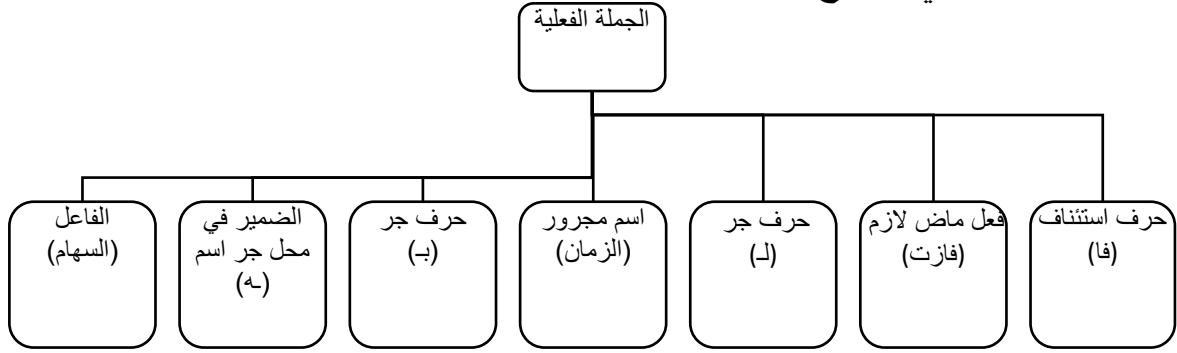 الجملة الفعلية
حرف استئناف
(فا)
فعل ماض لازم
(فازت)
حرف جر
(لـ)
اسم مجرور
(الزمان)
حرف جر
(بـ)
الضمير في
محل جر اسم
(ـه)
الفاعل
(السهام)